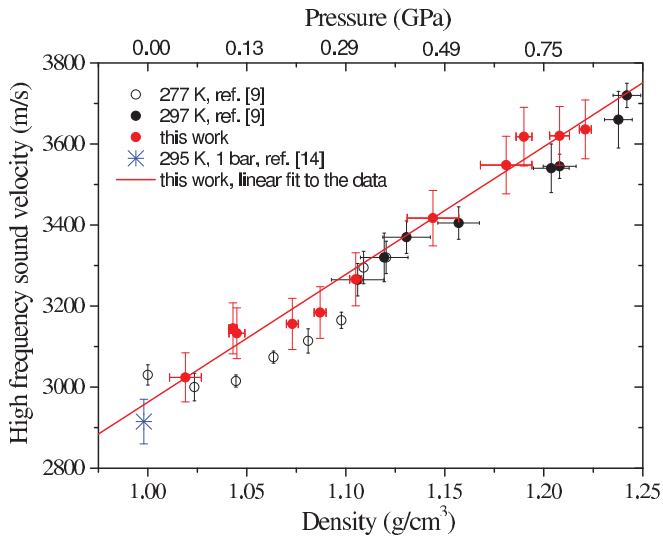 Pressure (GPa)
0.00 0.13 0.29 0.49 0.75
3800
3600
3400
3200
3000
2800
High frequency sound velocity (m/s)
277 K, ref. [9]
297 K, ref. [9]
this work
295 K, 1 bar, ref. [14]
this work, linear fit to the data
1.00 1.05 1.10 1.15 1.20 1.25
Density (g/cm³)